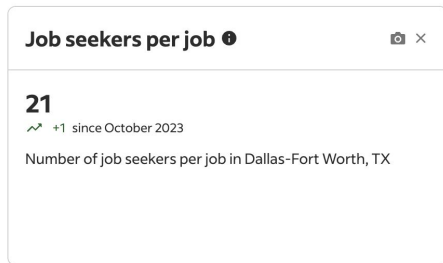 Job seekers per job
21
+1 since October 2023
Number of job seekers per job in Dallas-Fort Worth, TX